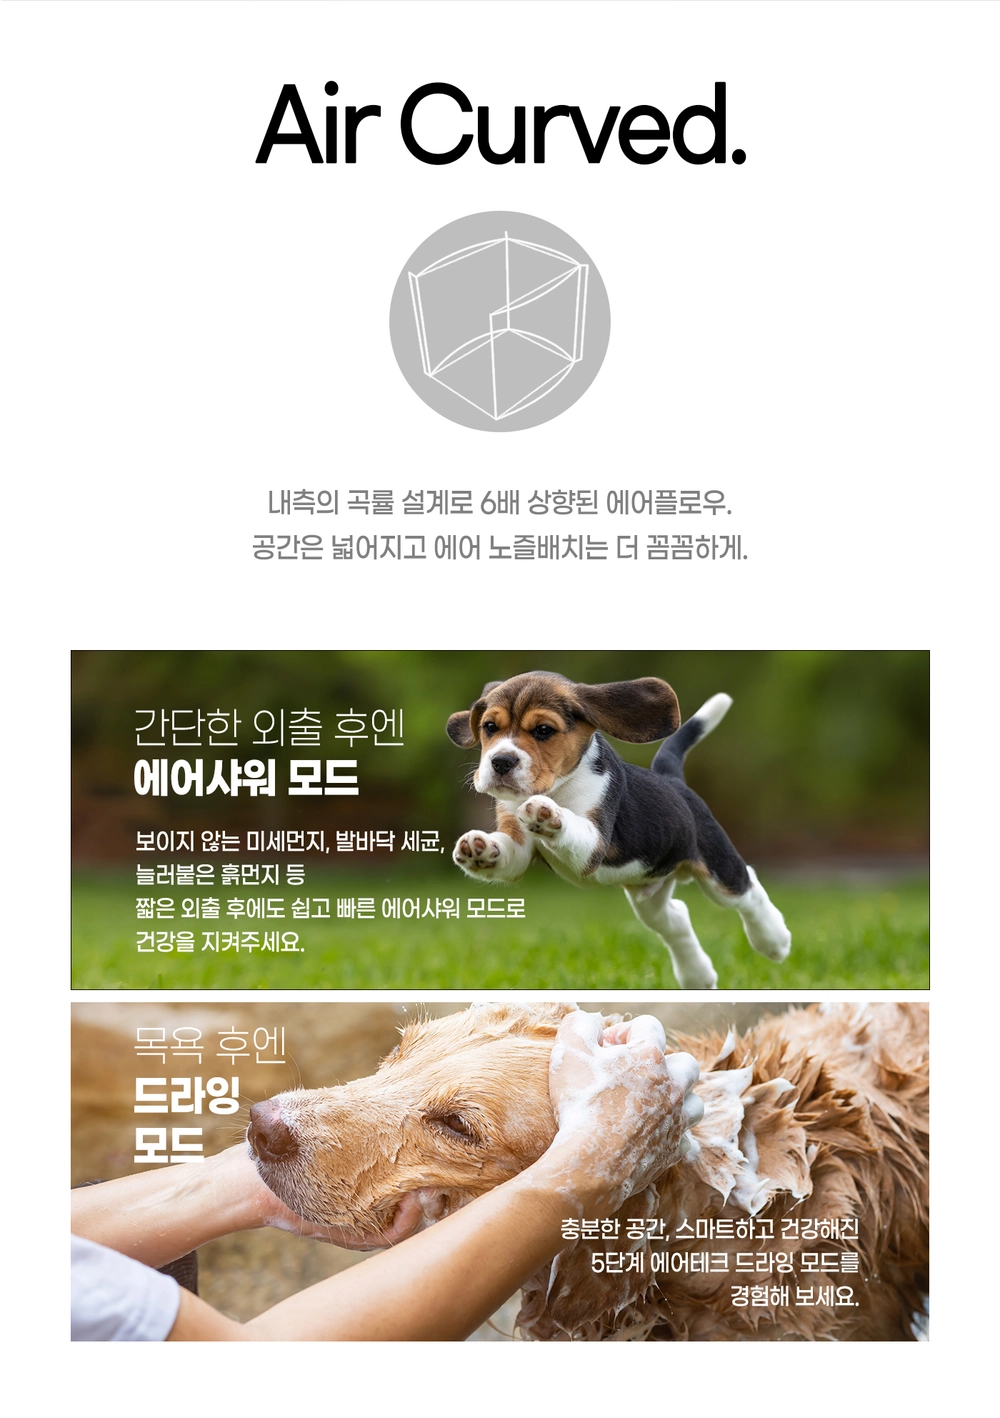 Air Curved.
내측의 곡률 설계로 6배 상향된 에어플로우.
공간은 넓어지고 에어 노즐배치는 더 꼼꼼하게.
간단한 외출 후엔
에어샤워 모드
보이지 않는 미세먼지, 발바닥 세균,
늘러붙은 흙먼지 등
짧은 외출 후에도 쉽고 빠른 에어샤워 모드로
건강을 지켜주세요.
목욕 후엔
드라잉
모드
충분한 공간, 스마트하고 건강해진
5단계 에어테크 드라잉 모드를
경험해 보세요.